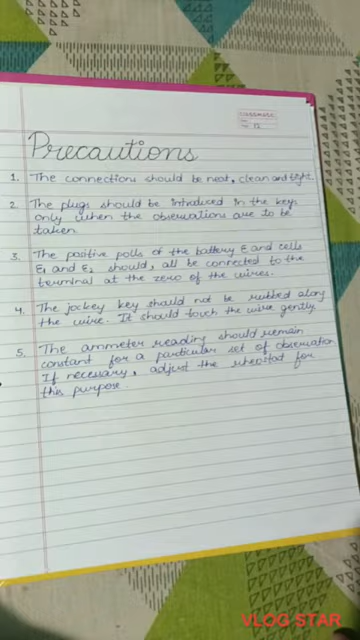 classmate
12
Precautions
1. The connections should be neat, clean and tight.
2. The plugs should be introduced in the keys
only when the observations are to be
taken
3. The positive polls of the battery E and cells
E1 and E2 should, all be connected to the
terminal at the zero of the wires.
4. The jockey key should not be rubbed along
the wire. It should touch the wire gently.
5. The ammeter reading should remain
constant for a particular set of observation
If necessary, adjust the rheostat for
this purpose.
VLOG STAR